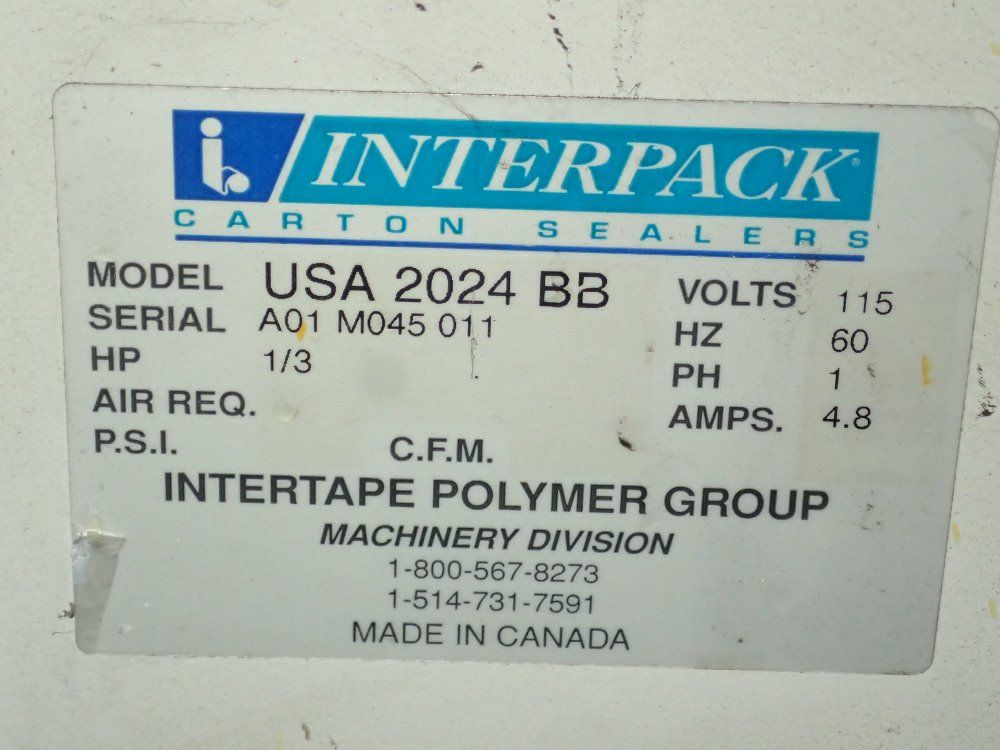 INTERPACK®
CARTON SEALERS
MODEL USA 2024 BB VOLTS 115
SERIAL A01 M045 011 HZ 60
HP 1/3 PH 1
AIR REQ. AMPS. 4.8
P.S.I. C.F.M.
INTERTAPE POLYMER GROUP
MACHINERY DIVISION
1-800-567-8273
1-514-731-7591
MADE IN CANADA